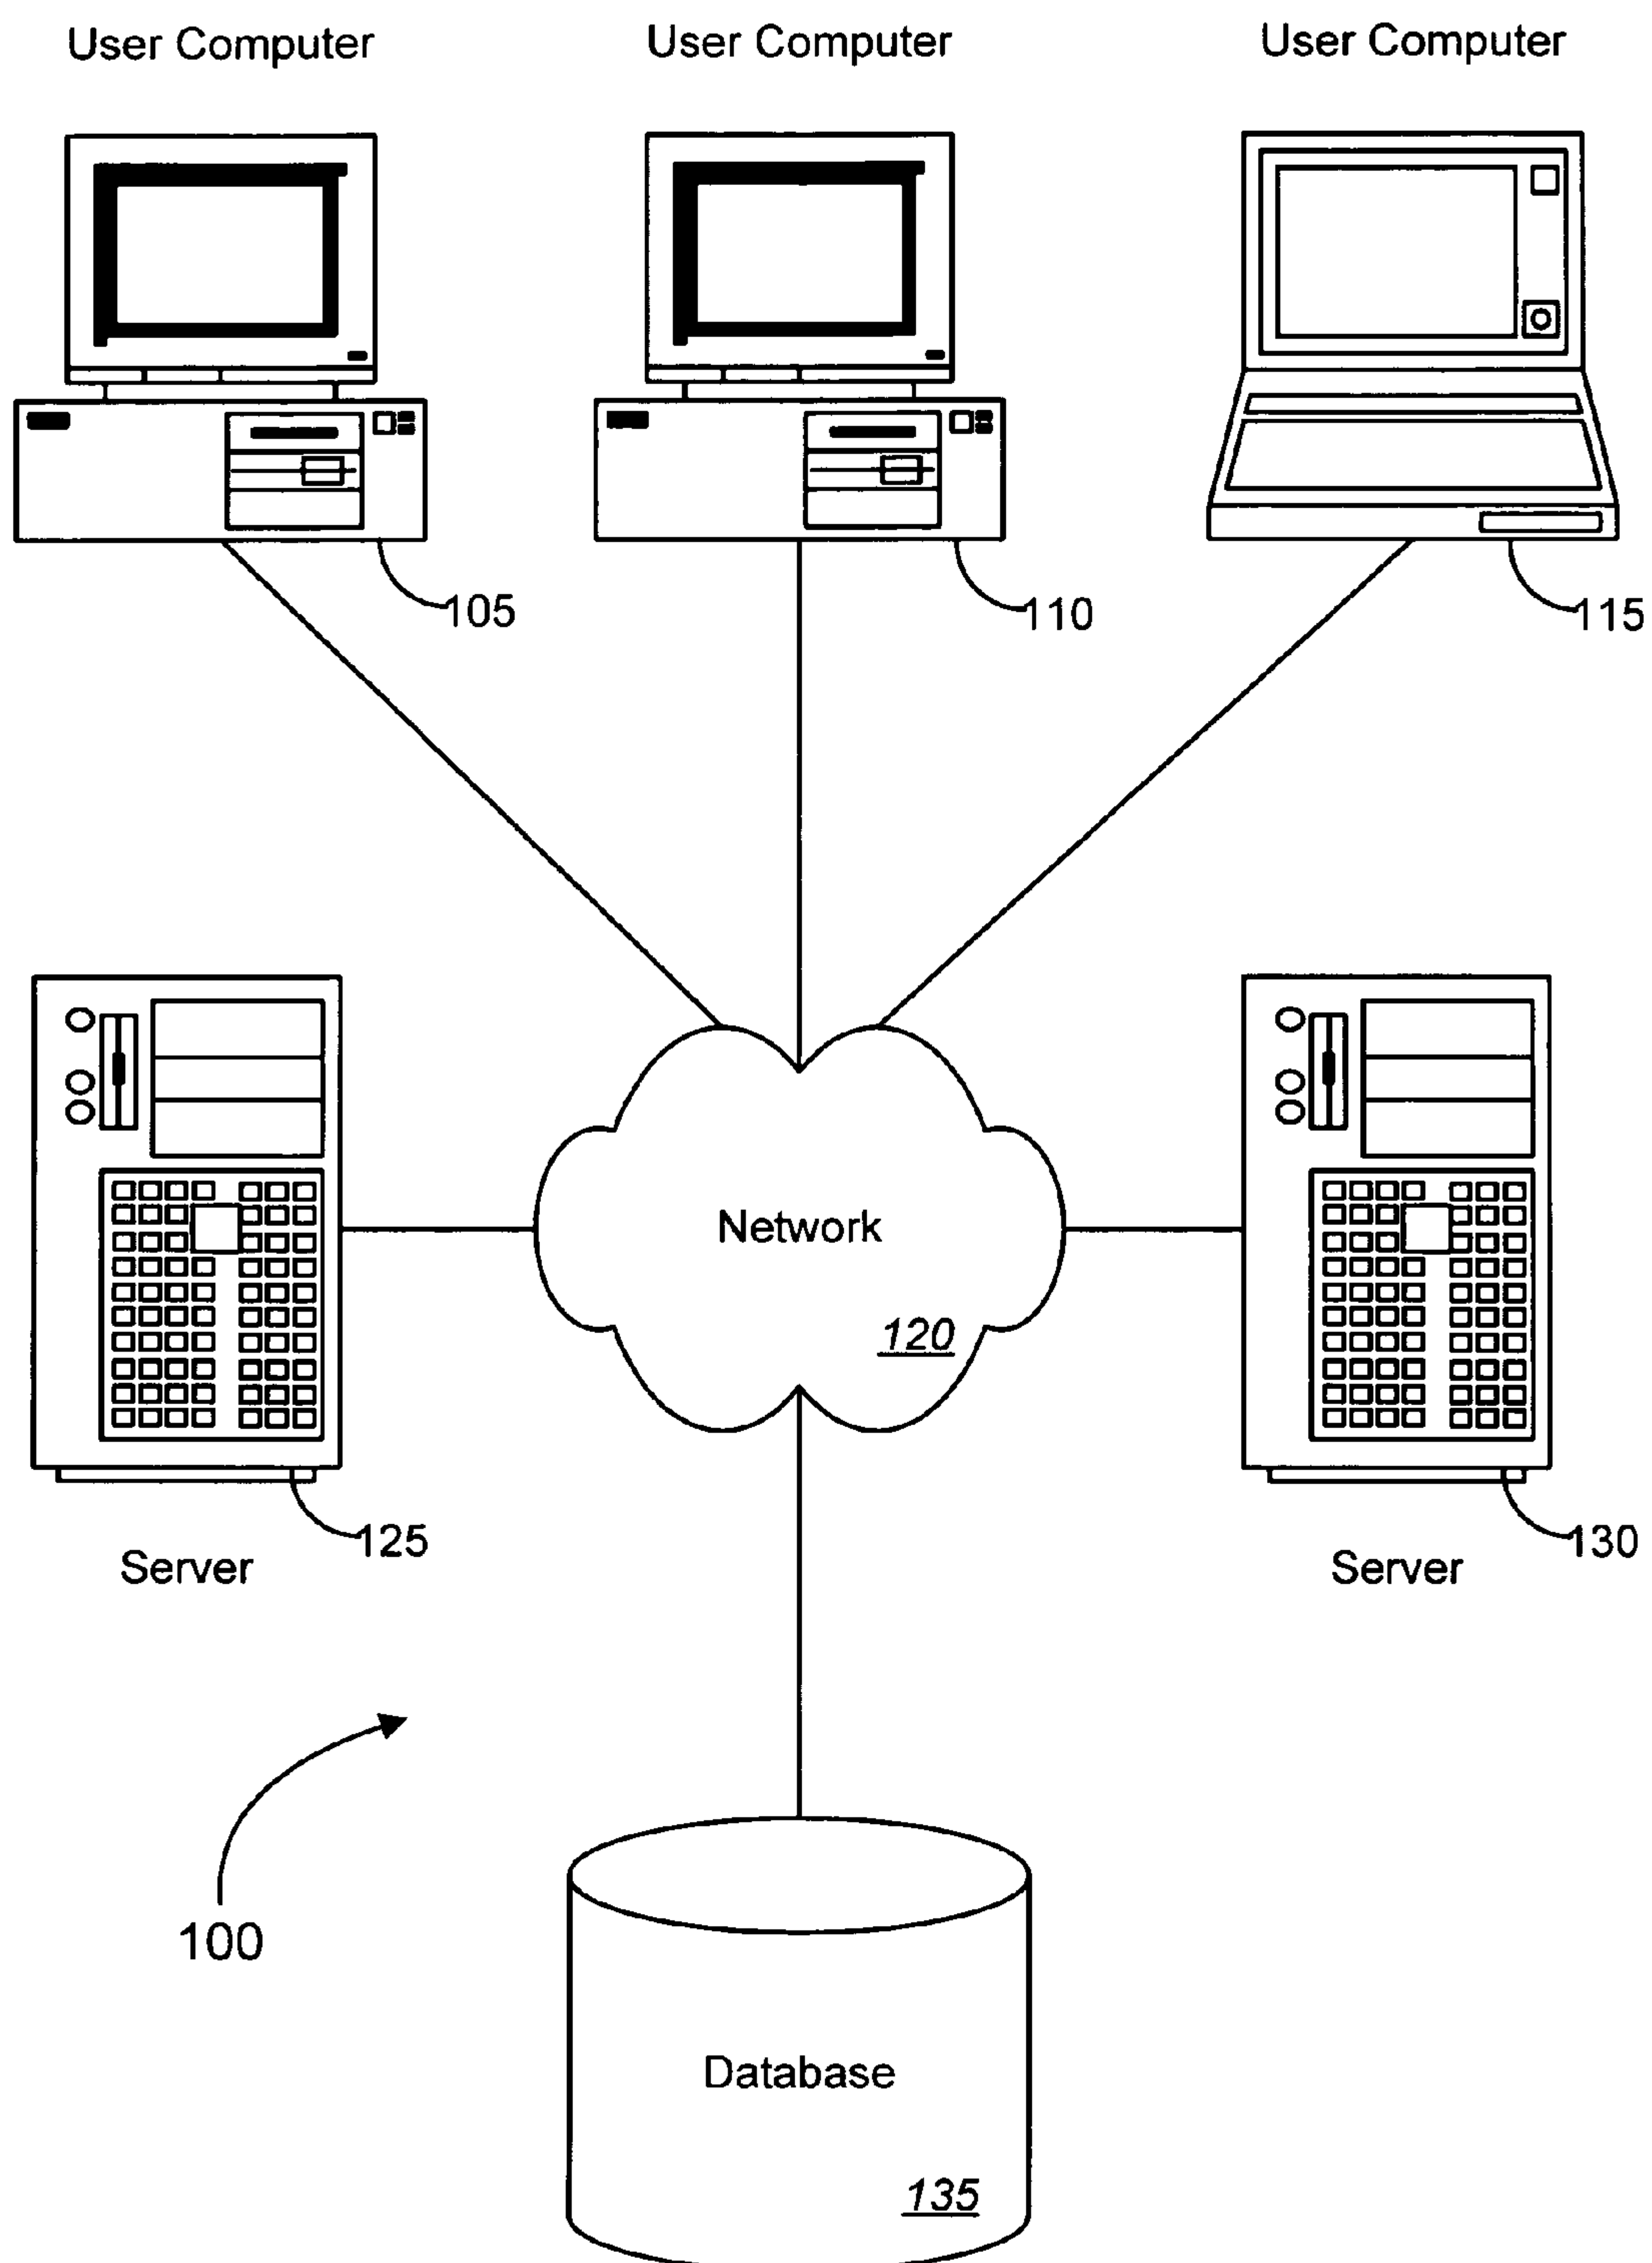 User Computer
User Computer
User Computer
105
110
115
Network
120
125
Server
130
Server
100
Database
135